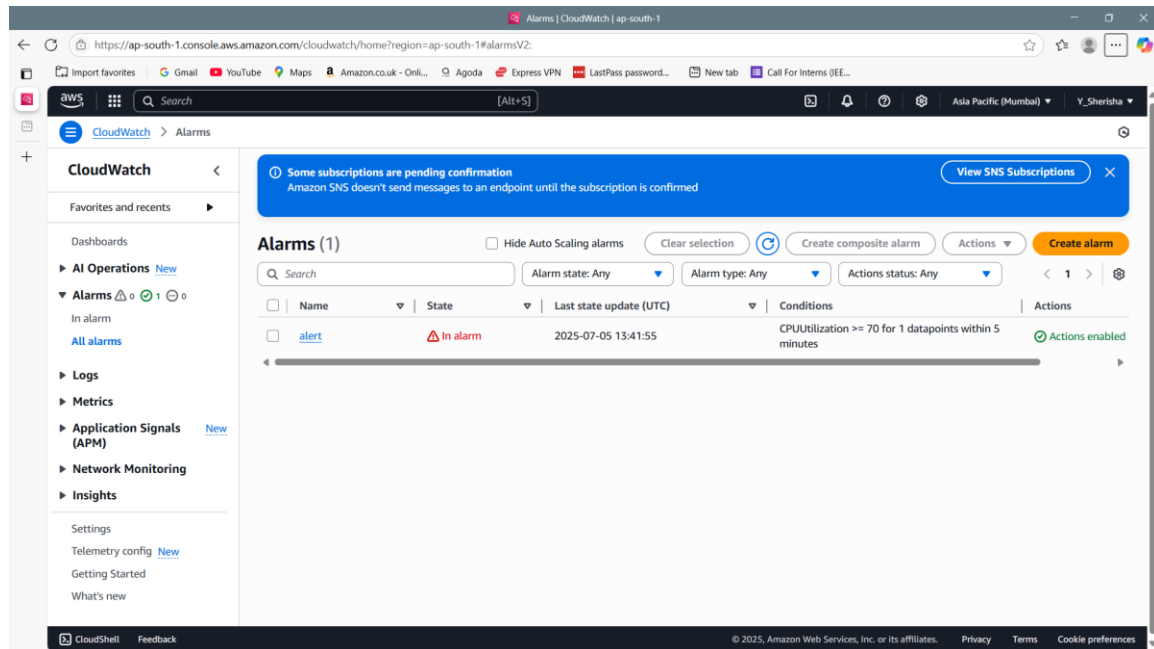 Alarms | CloudWatch | ap-south-1
https://ap-south-1.console.aws.amazon.com/cloudwatch/home?region=ap-south-1#alarmsV2:
Import favorites
Gmail
YouTube
Maps
Amazon.co.uk - Onli...
Agoda
Express VPN
LastPass password...
New tab
Call For Interns (IEE...
aws
Search
[Alt+S]
Asia Pacific (Mumbai)
Y_Sherisha
CloudWatch > Alarms
CloudWatch
Favorites and recents
Dashboards
AI Operations New
Alarms 0 1 0
In alarm
All alarms
Logs
Metrics
Application Signals (APM) New
Network Monitoring
Insights
Settings
Telemetry config New
Getting Started
What's new
Some subscriptions are pending confirmation
Amazon SNS doesn't send messages to an endpoint until the subscription is confirmed
View SNS Subscriptions
Alarms (1)
Hide Auto Scaling alarms
Clear selection
Create composite alarm
Actions
Create alarm
Search
Alarm state: Any
Alarm type: Any
Actions status: Any
1
Name
State
Last state update (UTC)
Conditions
Actions
alert
In alarm
2025-07-05 13:41:55
CPUUtilization >= 70 for 1 datapoints within 5
minutes
Actions enabled
CloudShell
Feedback
© 2025, Amazon Web Services, Inc. or its affiliates.
Privacy
Terms
Cookie preferences